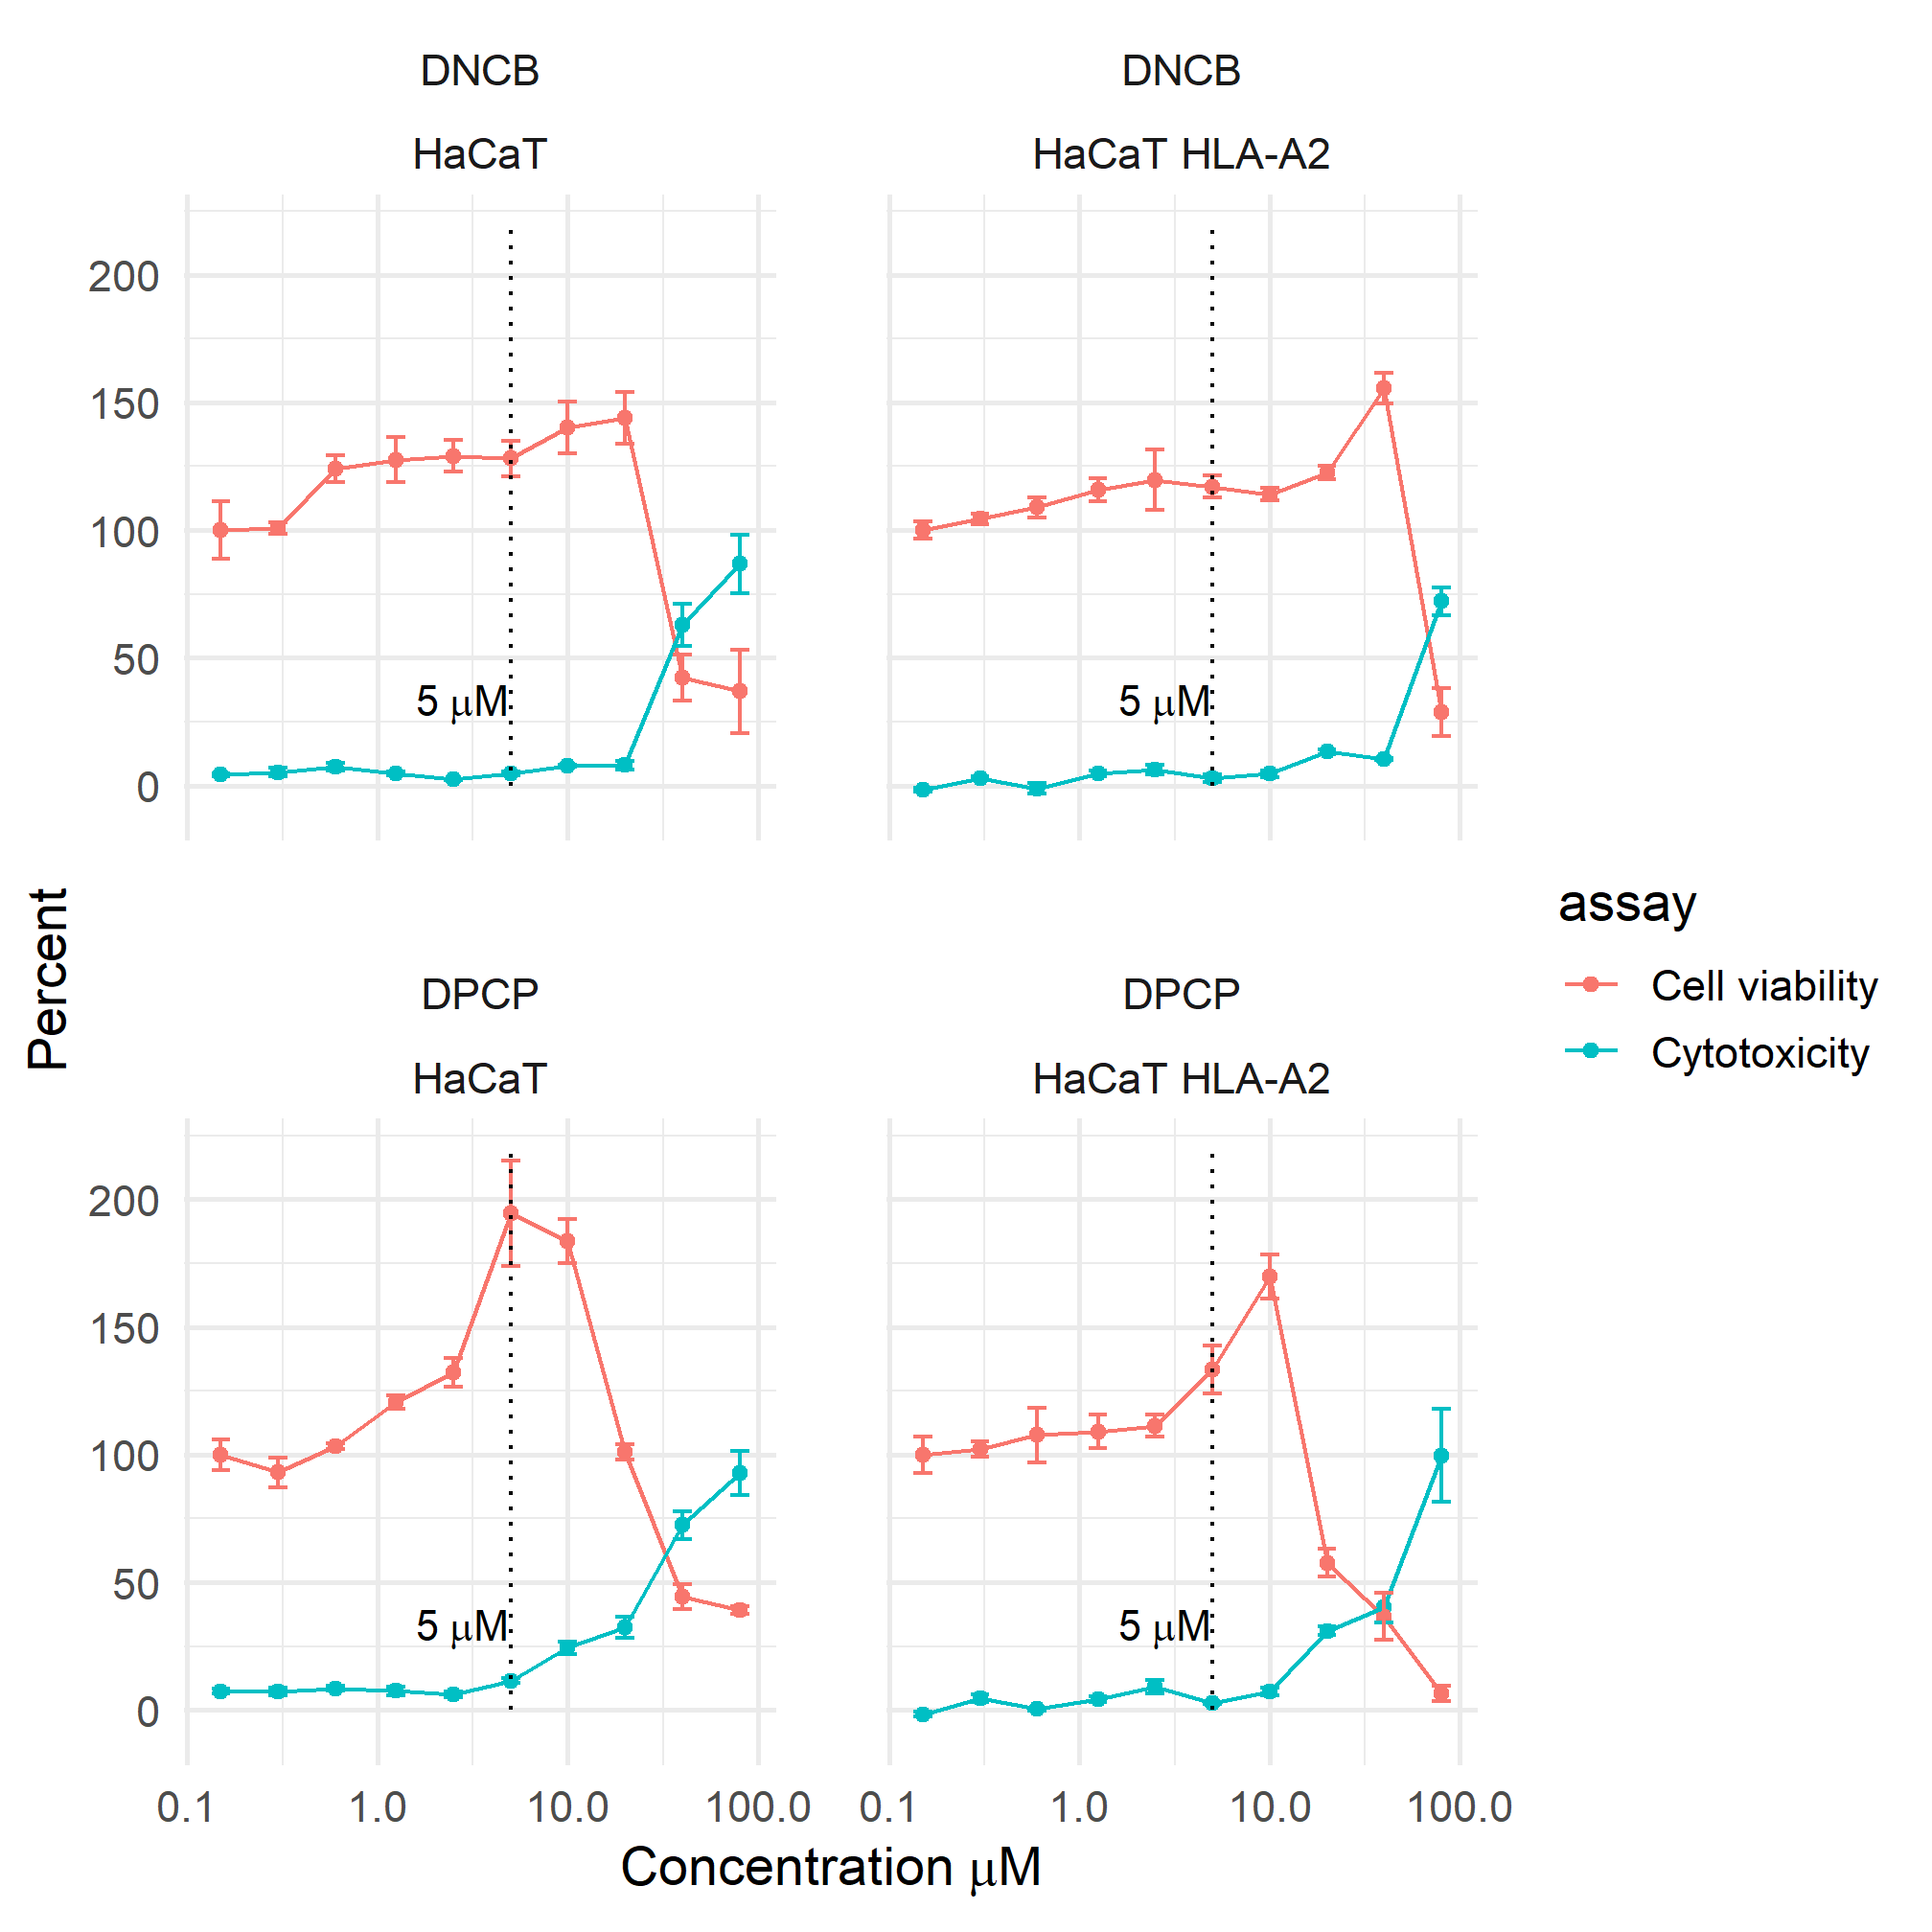 DNCB
HaCaT
DNCB
HaCaT HLA-A2
200
150
100
50
0
5 μM
5 μM
Percent
DPCP
HaCaT
DPCP
HaCaT HLA-A2
200
150
100
50
0
5 μM
5 μM
0.1 1.0 10.0 100.0 0.1 1.0 10.0 100.0
Concentration μM
assay
Cell viability
Cytotoxicity